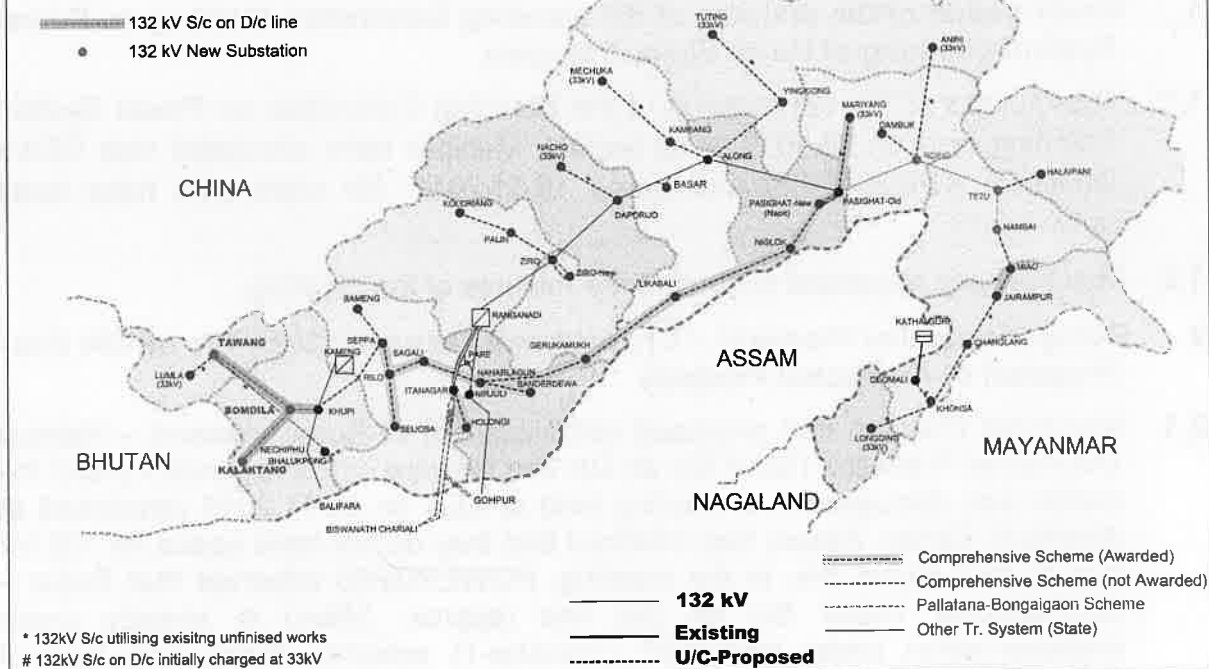 132 kV S/c on D/c line
132 kV New Substation
TUTING
(33kV)
ANINI
(33kV)
MECHUKA
(33kV)
YINGKONG
MARIYANG
(33kV)
DAMBUK
KAMBANG
ROING
NACHO
(33kV)
ALONG
HALAIPANI
CHINA
BASAR
PASIGHAT-New
(Napit)
PASIGHAT-Old
TEZU
KOLORIANG
DAPORIJO
PALIN
NAMSAI
NIGLOK
ZIRO
ZIRO-New
MIAO
LIKABALI
BAMENG
RANGANADI
JAIRAMPUR
KATHALGURI
TAWANG
SEPPA
GERUKAMUKH
ASSAM
CHANGLANG
LUMLA
(33kV)
KAMENG
SAGALI
PARE
NAHARLAGUN
RILO
ITANAGAR
BANDERDEWA
NIRJULI
DEOMALI
BOMDILA
KHUPI
KHONSA
SELIOSA
HOLONGI
LONGDING
(33kV)
MAYANMAR
NECHIPHU
BHALUKPONG
BHUTAN
KALAKTANG
NAGALAND
BALIPARA
GOHPUR
BISWANATH CHARIALI
Comprehensive Scheme (Awarded)
Comprehensive Scheme (not Awarded)
132 kV
Pallatana-Bongaigaon Scheme
Existing
Other Tr. System (State)
* 132kV S/c utilising exisitng unfinised works
# 132kV S/c on D/c initially charged at 33kV
U/C-Proposed